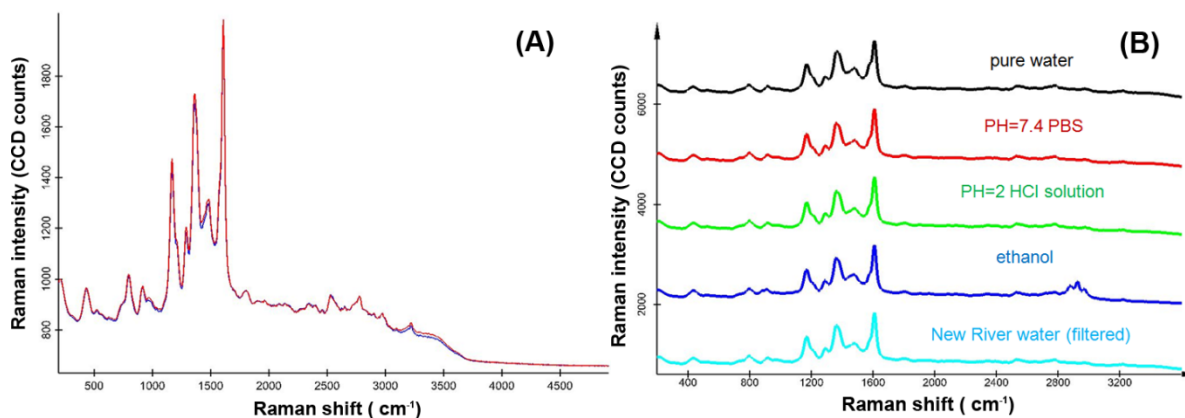 (A)
Raman intensity (CCD counts)
1800
1600
1400
1200
1000
800
500 1000 1500 2000 2500 3000 3500 4000 4500
Raman shift ( cm⁻¹)
(B)
Raman intensity (CCD counts)
6000
4000
2000
pure water
PH=7.4 PBS
PH=2 HCl solution
ethanol
New River water (filtered)
400 800 1200 1600 2000 2400 2800 3200
Raman shift ( cm⁻¹)